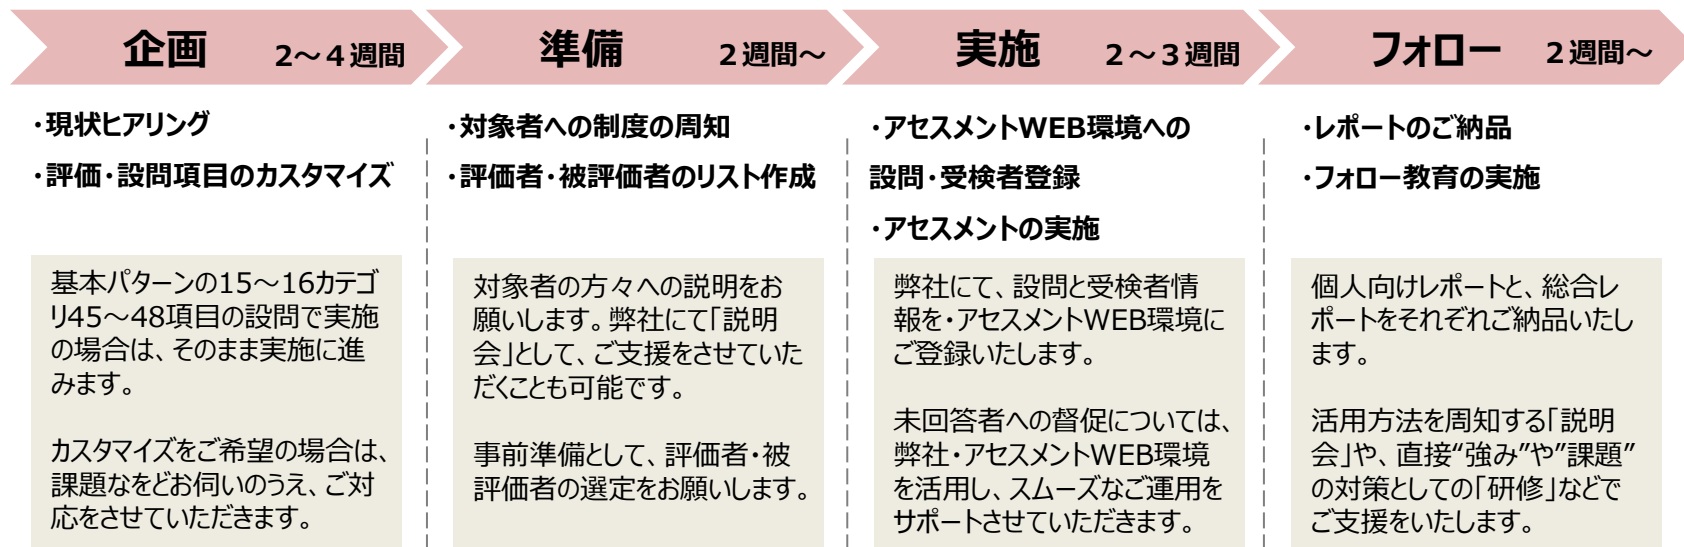 企画 2～４週間
・現状ヒアリング
・評価・設問項目のカスタマイズ
基本パターンの15～16カテゴ
リ45～48項目の設問で実施
の場合は、そのまま実施に進
みます。
カスタマイズをご希望の場合は、
課題なをどお伺いのうえ、ご対
応をさせていただきます。
準備 ２週間～
・対象者への制度の周知
・評価者・被評価者のリスト作成
対象者の方々への説明をお
願いします。弊社にて「説明
会」として、ご支援をさせていた
だくことも可能です。
事前準備として、評価者・被
評価者の選定をお願いします。
実施 ２～３週間
・アセスメントWEB環境への
設問・受検者登録
・アセスメントの実施
弊社にて、設問と受検者情
報を・アセスメントWEB環境に
ご登録いたします。
未回答者への督促については、
弊社・アセスメントWEB環境
を活用し、スムーズなご運用を
サポートさせていただきます。
フォロー ２週間～
・レポートのご納品
・フォロー教育の実施
個人向けレポートと、総合レ
ポートをそれぞれご納品いたし
ます。
活用方法を周知する「説明
会」や、直接“強み”や”課題”
の対策としての「研修」などで
ご支援をいたします。